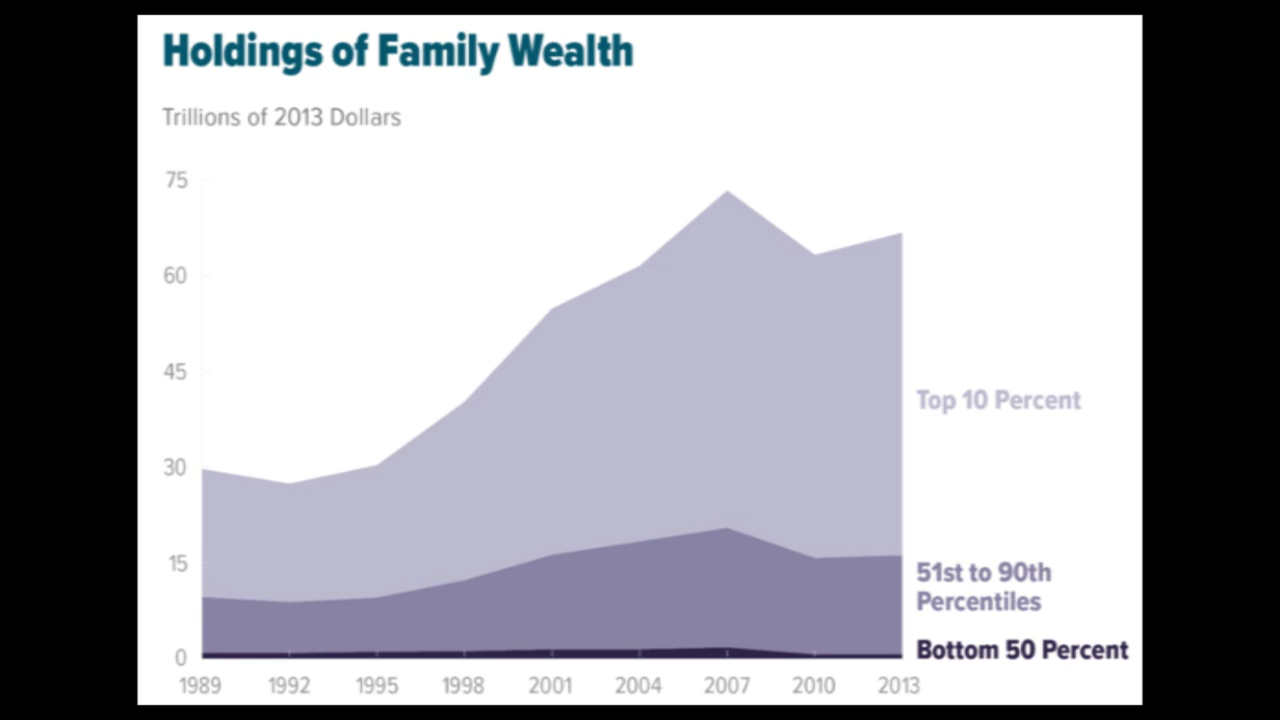 Holdings of Family Wealth
Trillions of 2013 Dollars
75
60
45
30
15
0
Top 10 Percent
51st to 90th
Percentiles
Bottom 50 Percent
1989 1992 1995 1998 2001 2004 2007 2010 2013